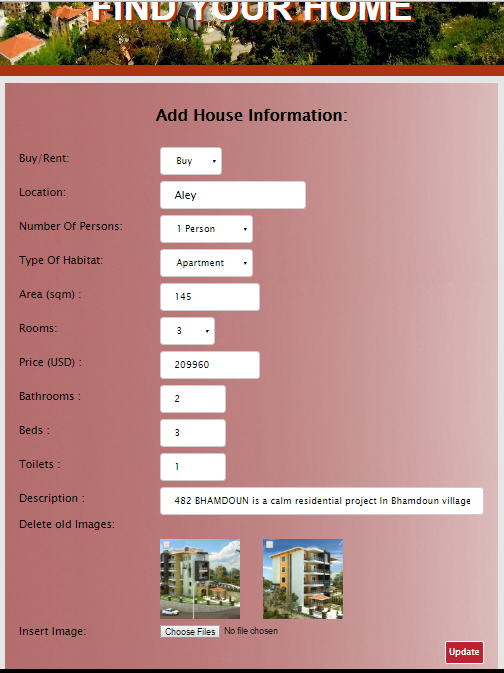 FIND YOUR HOME
Add House Information:
Buy/Rent: Buy
Location: Aley
Number Of Persons: 1 Person
Type Of Habitat: Apartment
Area (sqm) : 145
Rooms: 3
Price (USD) : 209960
Bathrooms : 2
Beds : 3
Toilets : 1
Description : 482 BHAMDOUN is a calm residential project In Bhamdoun village
Delete old Images:
Insert Image: Choose Files No file chosen
Update